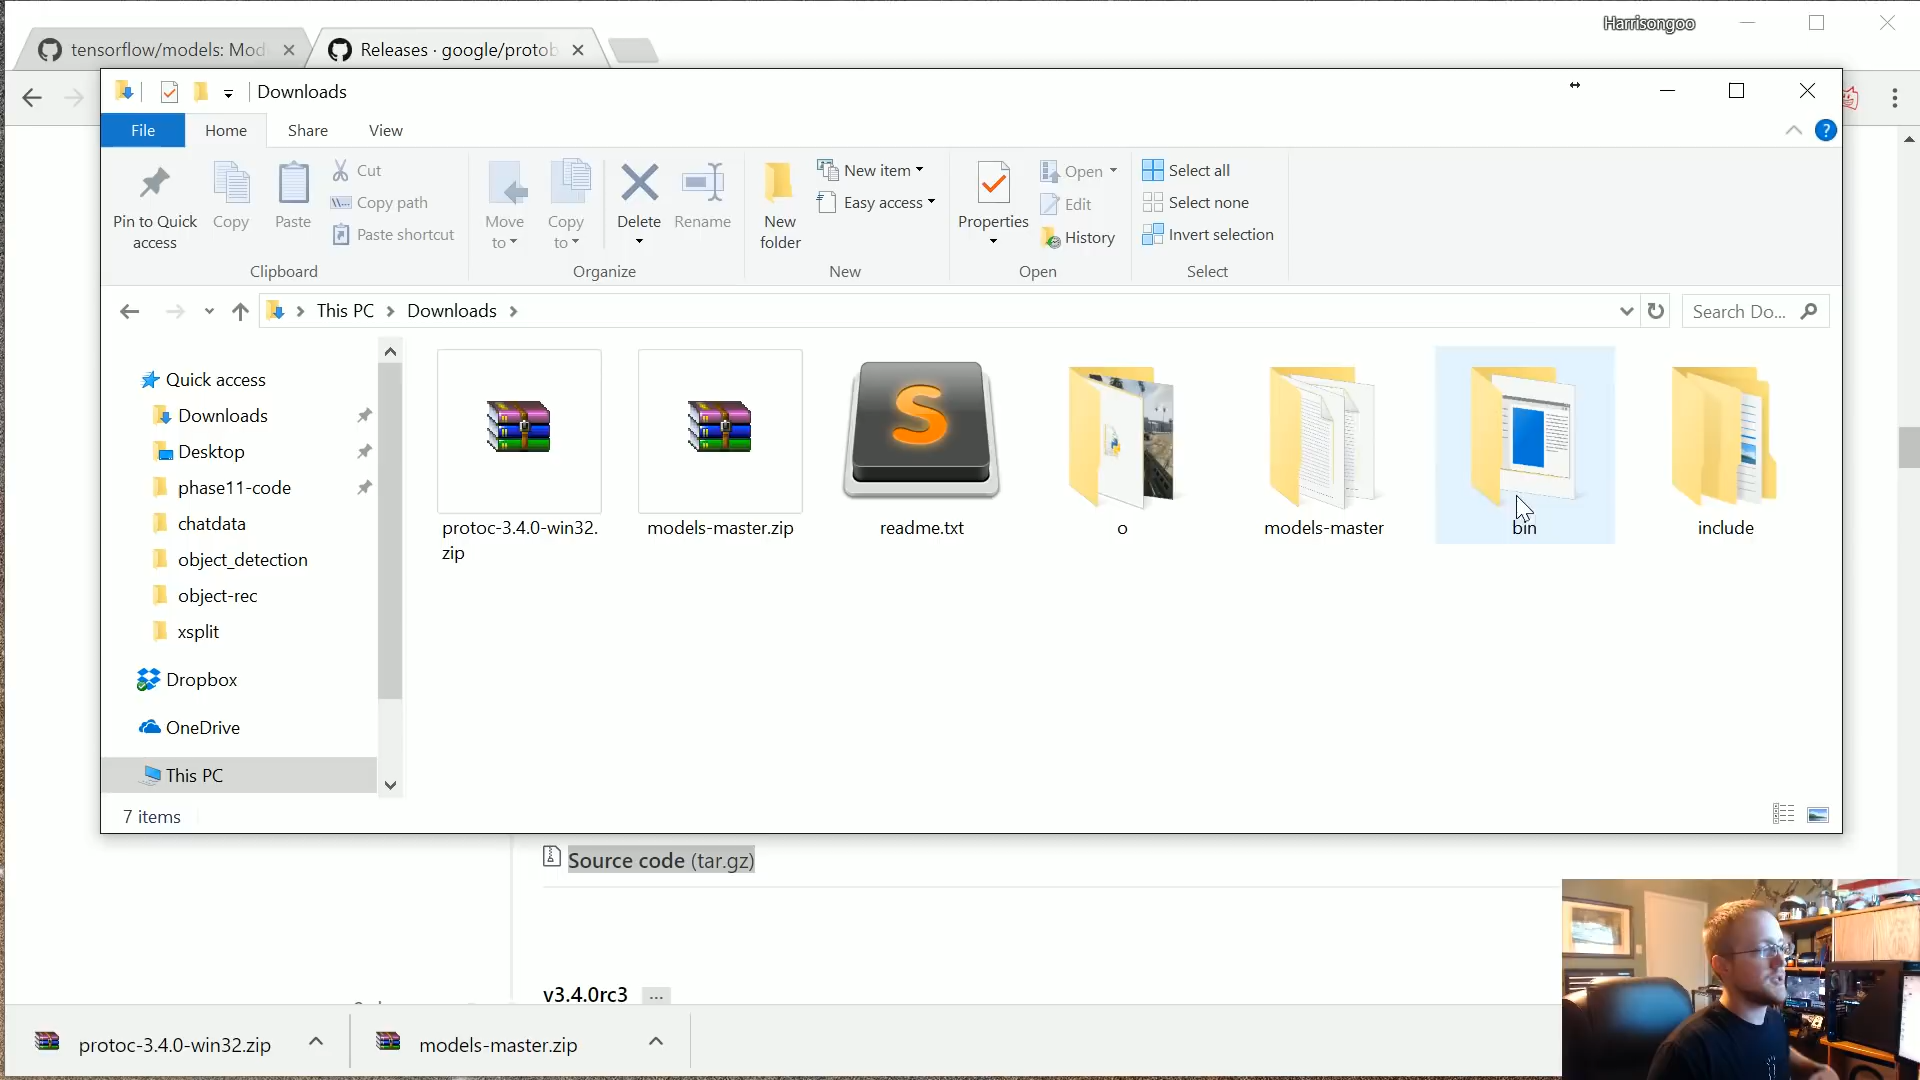 Harrisongoo
tensorflow/models: Mod
Releases · google/protob
Downloads
File
Home
Share
View
Pin to Quick
access
Copy
Paste
Cut
Copy path
Paste shortcut
Clipboard
Move
to
Copy
to
Delete
Rename
Organize
New
folder
New item
Easy access
New
Properties
Open
Edit
History
Open
Select all
Select none
Invert selection
Select
This PC
Downloads
Search Do...
Quick access
Downloads
Desktop
phase11-code
chatdata
object_detection
object-rec
xsplit
Dropbox
OneDrive
This PC
protoc-3.4.0-win32.
zip
models-master.zip
readme.txt
o
models-master
bin
include
7 items
Source code (tar.gz)
v3.4.0rc3 ...
protoc-3.4.0-win32.zip
models-master.zip